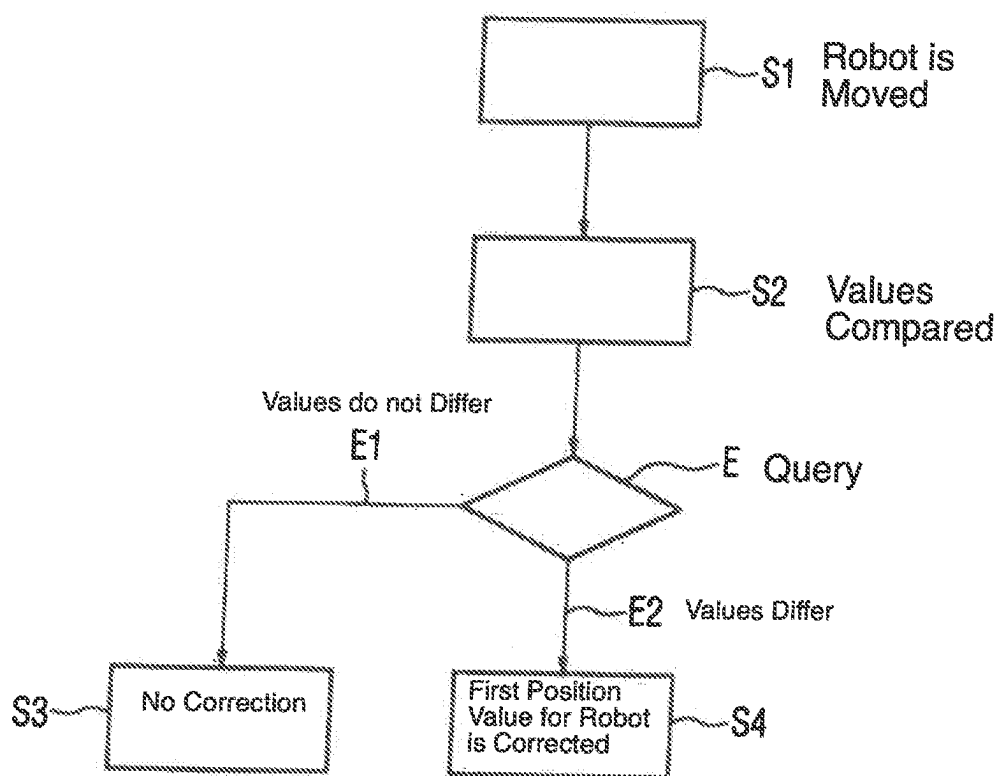 S1 Robot is
Moved
S2 Values
Compared
Values do not Differ
E1
E Query
E2 Values Differ
S3
No Correction
First Position
Value for Robot
is Corrected
S4